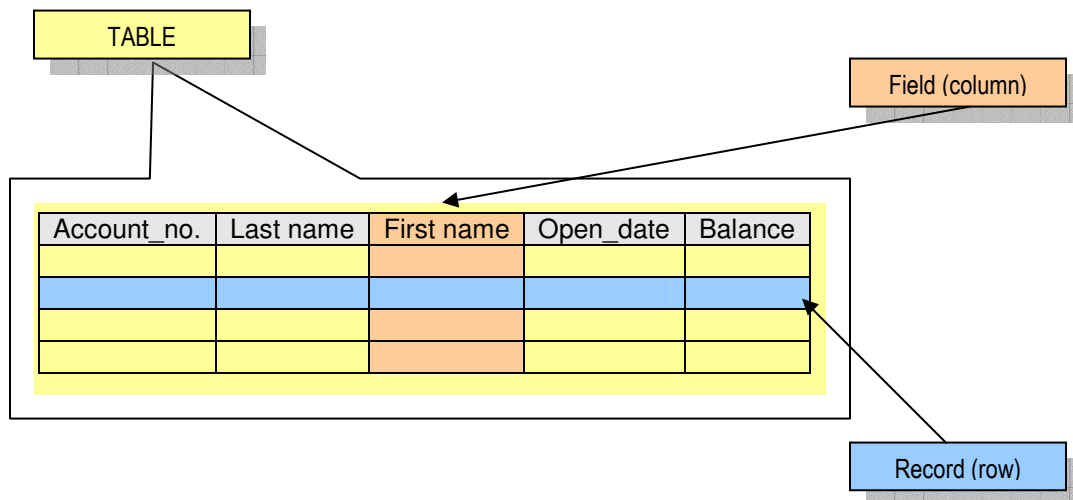 TABLE
Field (column)
Account_no. Last name First name Open_date Balance
Record (row)